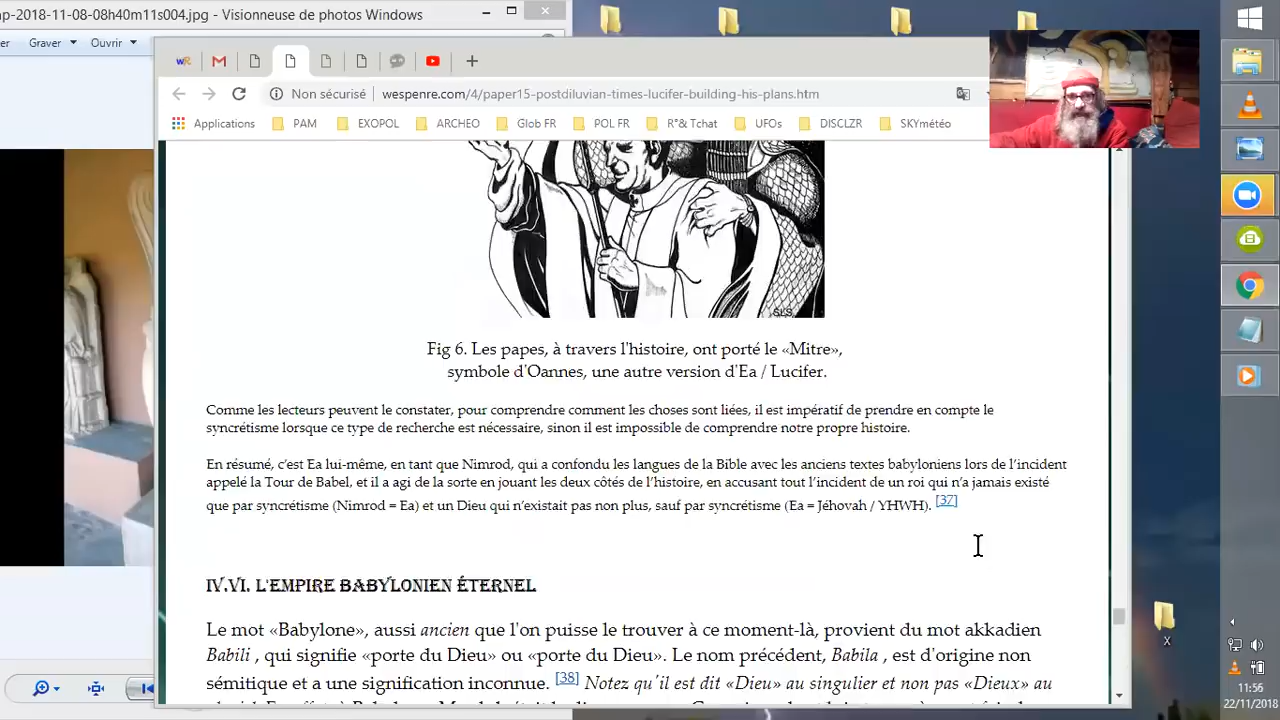 p-2018-11-08-08h40m11s004.jpg - Visionneuse de photos Windows
Graver
Ouvrir
wespenre.com/4/paper15-postdiluvian-times-lucifer-building-his-plans.htm
Applications
PAM
EXOPOL
ARCHEO
Glob FR
POL FR
R°& Tchat
UFOs
DISCLZR
SKYmétéo
SKS
Fig 6. Les papes, à travers l'histoire, ont porté le «Mitre»,
symbole d'Oannes, une autre version d'Ea / Lucifer.
Comme les lecteurs peuvent le constater, pour comprendre comment les choses sont liées, il est impératif de prendre en compte le
syncrétisme lorsque ce type de recherche est nécessaire, sinon il est impossible de comprendre notre propre histoire.
En résumé, c’est Ea lui-même, en tant que Nimrod, qui a confondu les langues de la Bible avec les anciens textes babyloniens lors de l’incident
appelé la Tour de Babel, et il a agi de la sorte en jouant les deux côtés de l’histoire, en accusant tout l’incident de un roi qui n’a jamais existé
que par syncrétisme (Nimrod = Ea) et un Dieu qui n’existait pas non plus, sauf par syncrétisme (Ea = Jéhovah / YHWH). [37]
IV.VI. L'EMPIRE BABYLONIEN ÉTERNEL
Le mot «Babylone», aussi ancien que l'on puisse le trouver à ce moment-là, provient du mot akkadien
Babili , qui signifie «porte du Dieu» ou «porte du Dieu». Le nom précédent, Babila , est d'origine non
sémitique et a une signification inconnue. [38] Notez qu'il est dit «Dieu» au singulier et non pas «Dieux» au
X
11:56
22/11/2018